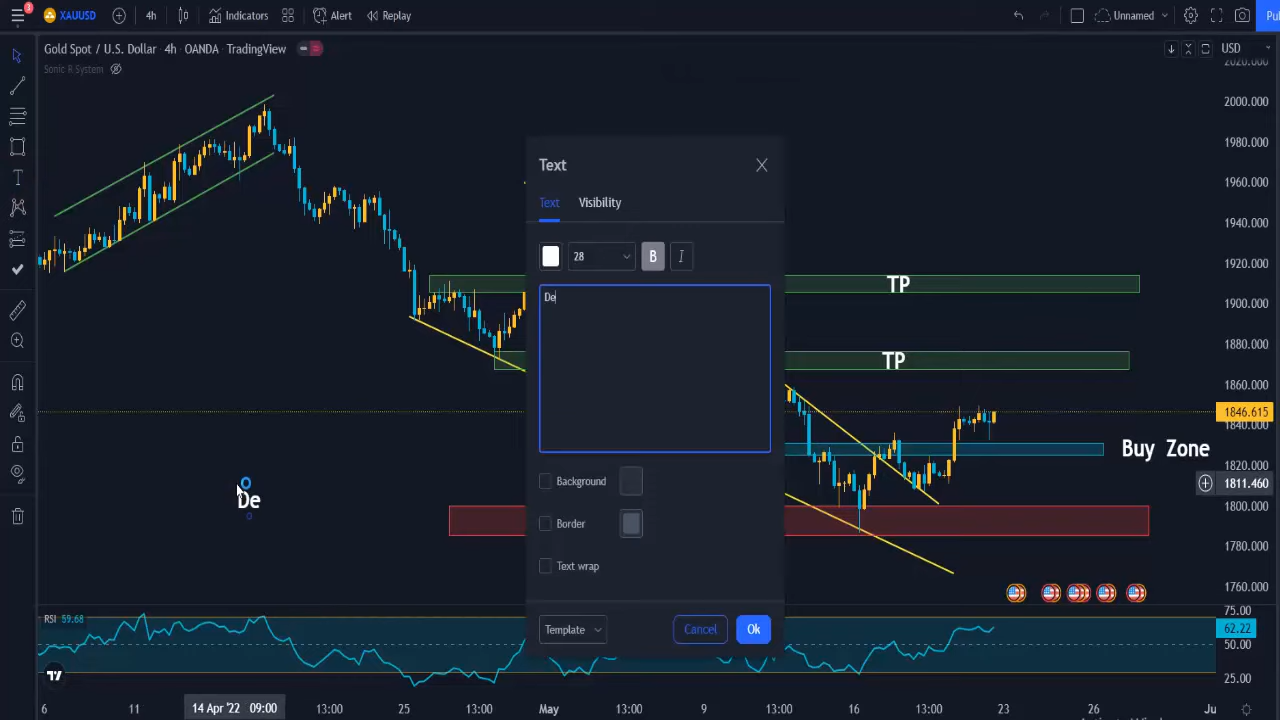 3
XAUUSD 4h Indicators Alert Replay Unnamed Pu
Gold Spot / U.S. Dollar 4h OANDA TradingView USD
Sonic R System
2020.000
2000.000
1980.000
1960.000
1940.000
1920.000
1900.000
1880.000
1860.000
1846.615
1840.000
1820.000
1811.460
1800.000
1780.000
1760.000
Text
Text Visibility
28 B I
De
TP
TP
Buy Zone
De
Background
Border
Text wrap
Template Cancel Ok
RSI 59.68
75.00
62.22
50.00
25.00
6 11 14 Apr '22 09:00 13:00 25 13:00 May 13:00 9 13:00 16 13:00 23 26 Ju